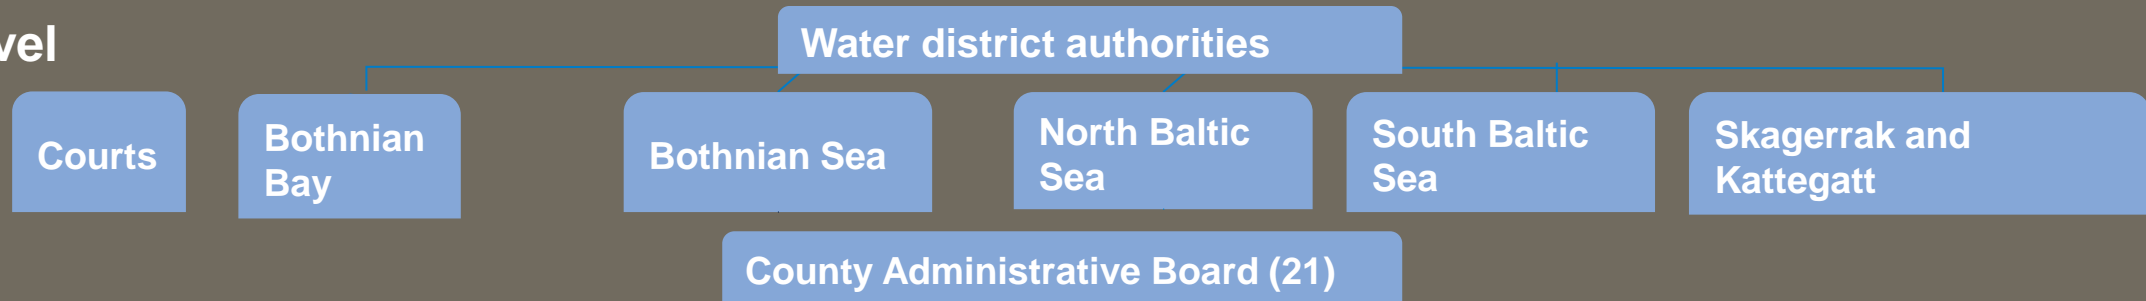 Water district authorities
Courts
Bothnian
Bay
Bothnian Sea
North Baltic
Sea
South Baltic
Sea
Skagerrak and
Kattegatt
County Administrative Board (21)